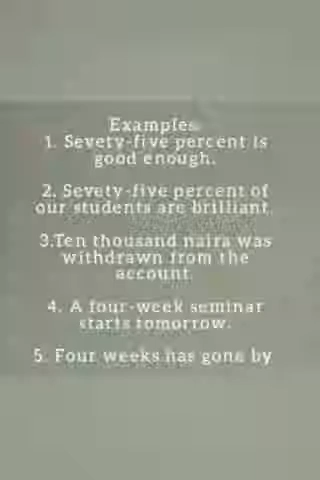 Examples.
1. Sevety-five percent is
good enough.
2. Sevety-five percent of
our students are brilliant.
3.Ten thousand naira was
withdrawn from the
account.
4. A four-week seminar
starts tomorrow.
5. Four weeks has gone by